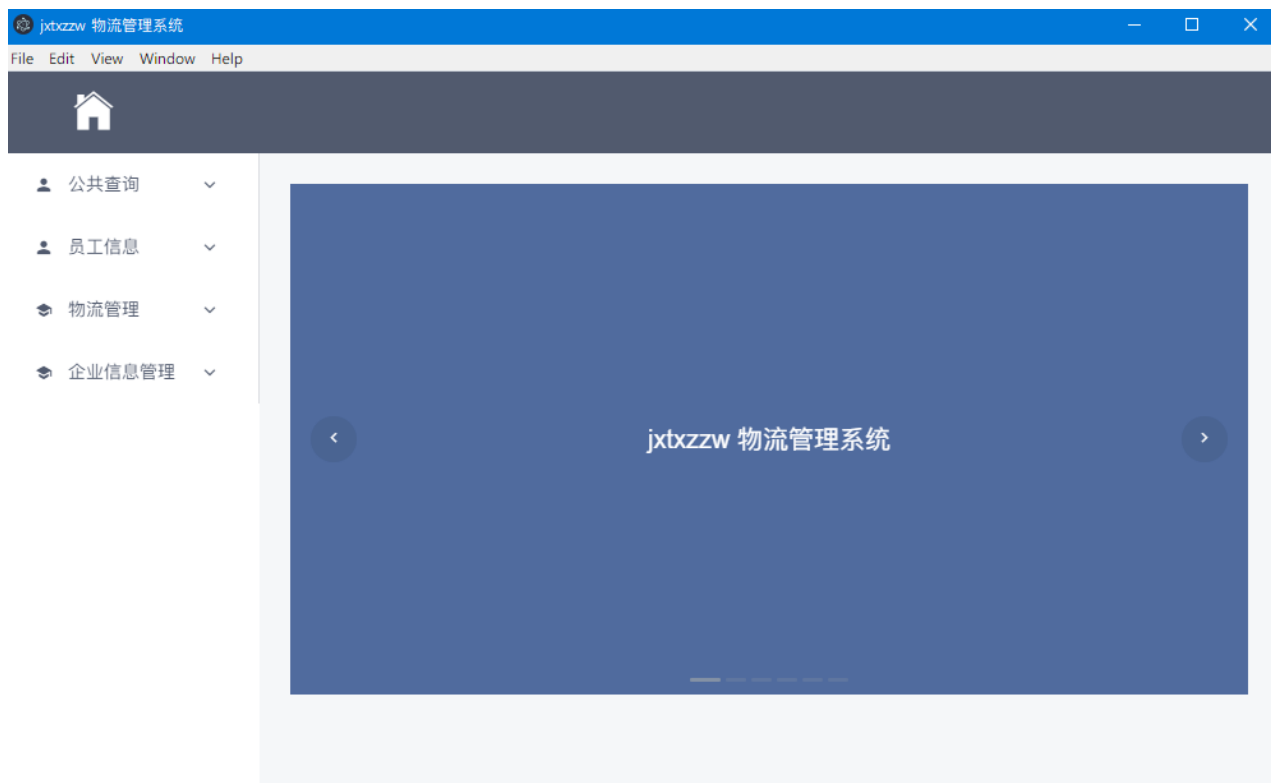 jxtxzzw 物流管理系统
File Edit View Window Help
公共查询
员工信息
物流管理
企业信息管理
jxtxzzw 物流管理系统